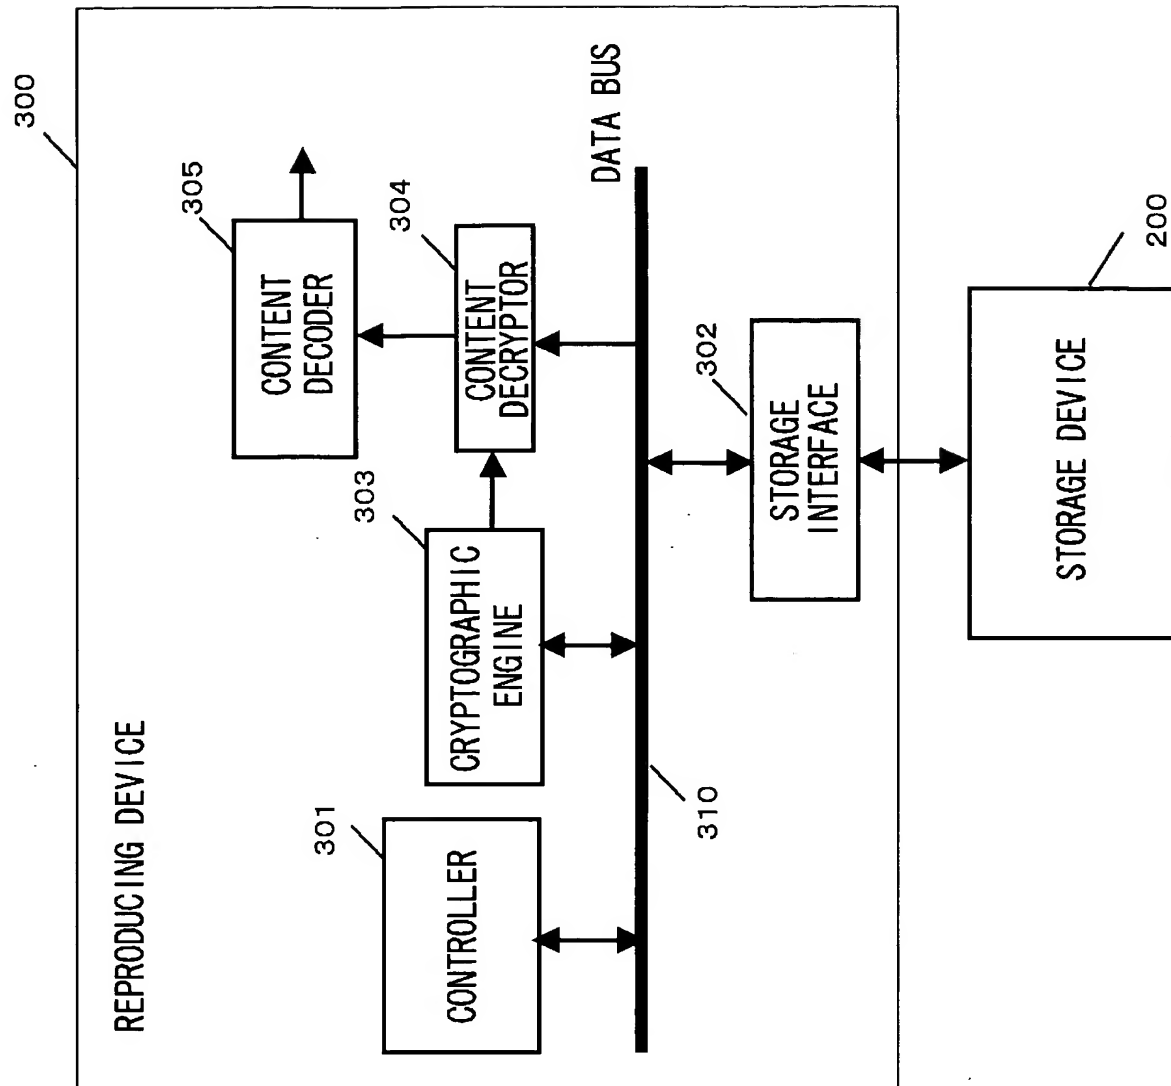 300
REPRODUCING DEVICE
305
CONTENT
DECODER
301
CONTROLLER
303
CRYPTOGRAPHIC
ENGINE
304
CONTENT
DECRYPTOR
DATA BUS
310
302
STORAGE
INTERFACE
STORAGE DEVICE
200